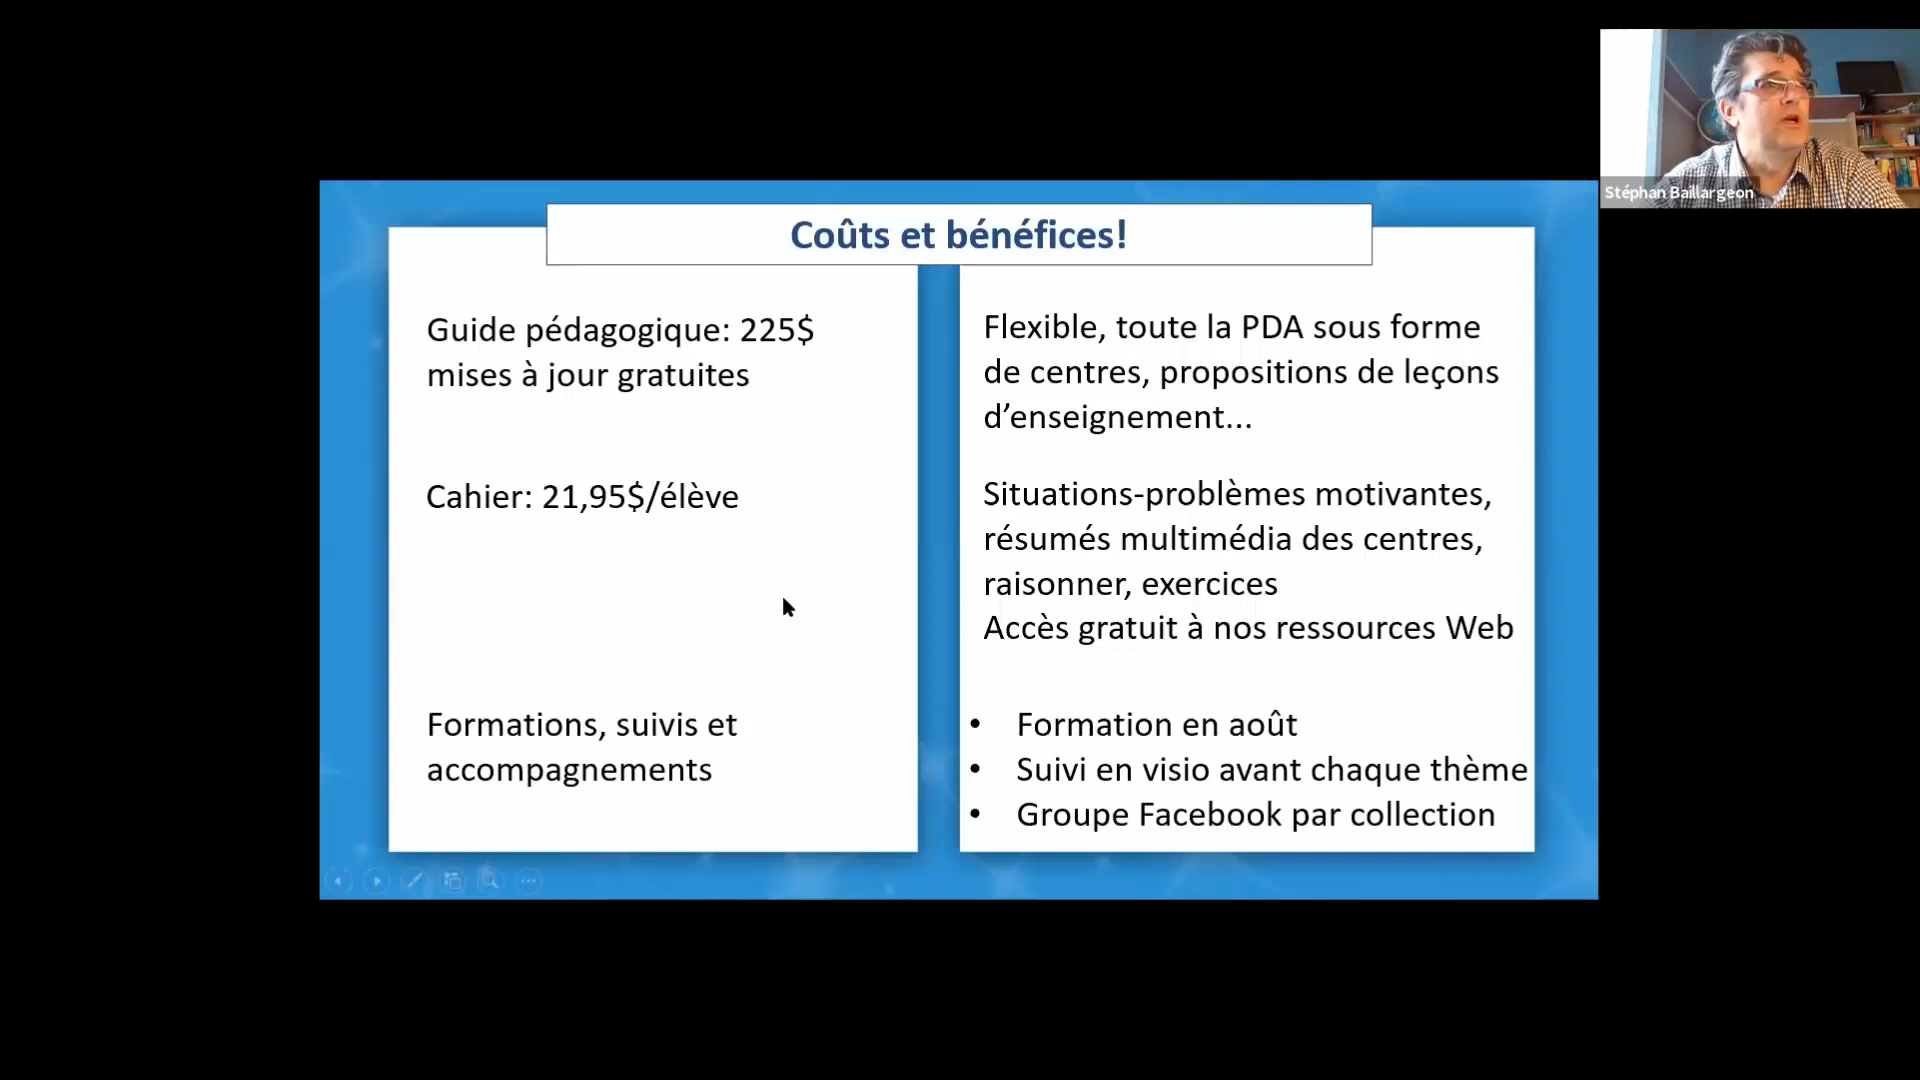 Stéphan Baillargeon
Coûts et bénéfices!
Guide pédagogique: 225$
mises à jour gratuites
Cahier: 21,95$/élève
Formations, suivis et
accompagnements
Flexible, toute la PDA sous forme
de centres, propositions de leçons
d’enseignement...
Situations-problèmes motivantes,
résumés multimédia des centres,
raisonner, exercices
Accès gratuit à nos ressources Web
• Formation en août
• Suivi en visio avant chaque thème
• Groupe Facebook par collection